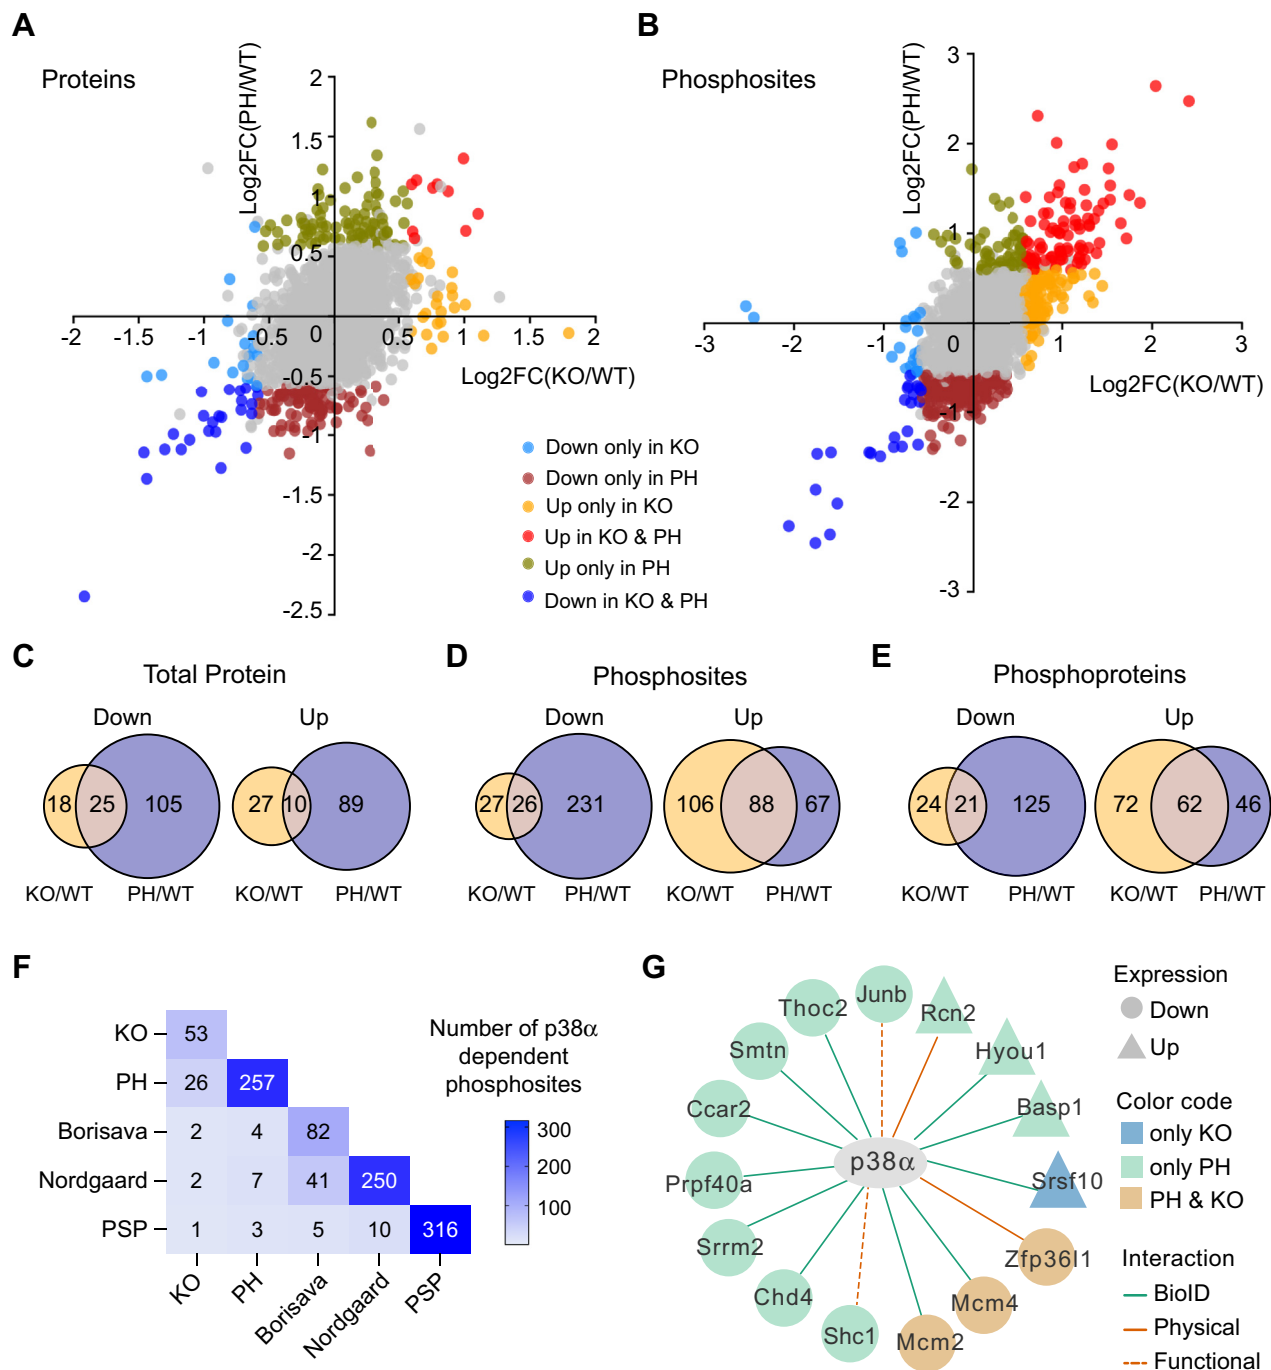 A
Proteins
Log2FC(PH/WT)
2
1.5
1
0.5
-2
-1.5
-1
-0.5
0
0.5
1
1.5
2
-0.5
-1
-1.5
-2
-2.5
Log2FC(KO/WT)
Down only in KO
Down only in PH
Up only in KO
Up in KO & PH
Up only in PH
Down in KO & PH
B
Phosphosites
Log2FC(PH/WT)
3
2
1
-3
-2
-1
0
1
2
3
-1
-2
-3
Log2FC(KO/WT)
C
Total Protein
Down
Up
18
25
105
27
10
89
KO/WT
PH/WT
KO/WT
PH/WT
D
Phosphosites
Down
Up
27
26
231
106
88
67
KO/WT
PH/WT
KO/WT
PH/WT
E
Phosphoproteins
Down
Up
24
21
125
72
62
46
KO/WT
PH/WT
KO/WT
PH/WT
F
KO
53
PH
26
257
Borisava
2
4
82
Nordgaard
2
7
41
250
PSP
1
3
5
10
316
KO
PH
Borisava
Nordgaard
PSP
Number of p38α
dependent
phosphosites
300
200
100
G
Junb
Thoc2
Rcn2
Smtn
Hyou1
Ccar2
Basp1
p38α
Prpf40a
Srsf10
Srrm2
Zfp36l1
Chd4
Mcm4
Shc1
Mcm2
Expression
Down
Up
Color code
only KO
only PH
PH & KO
Interaction
BioID
Physical
Functional